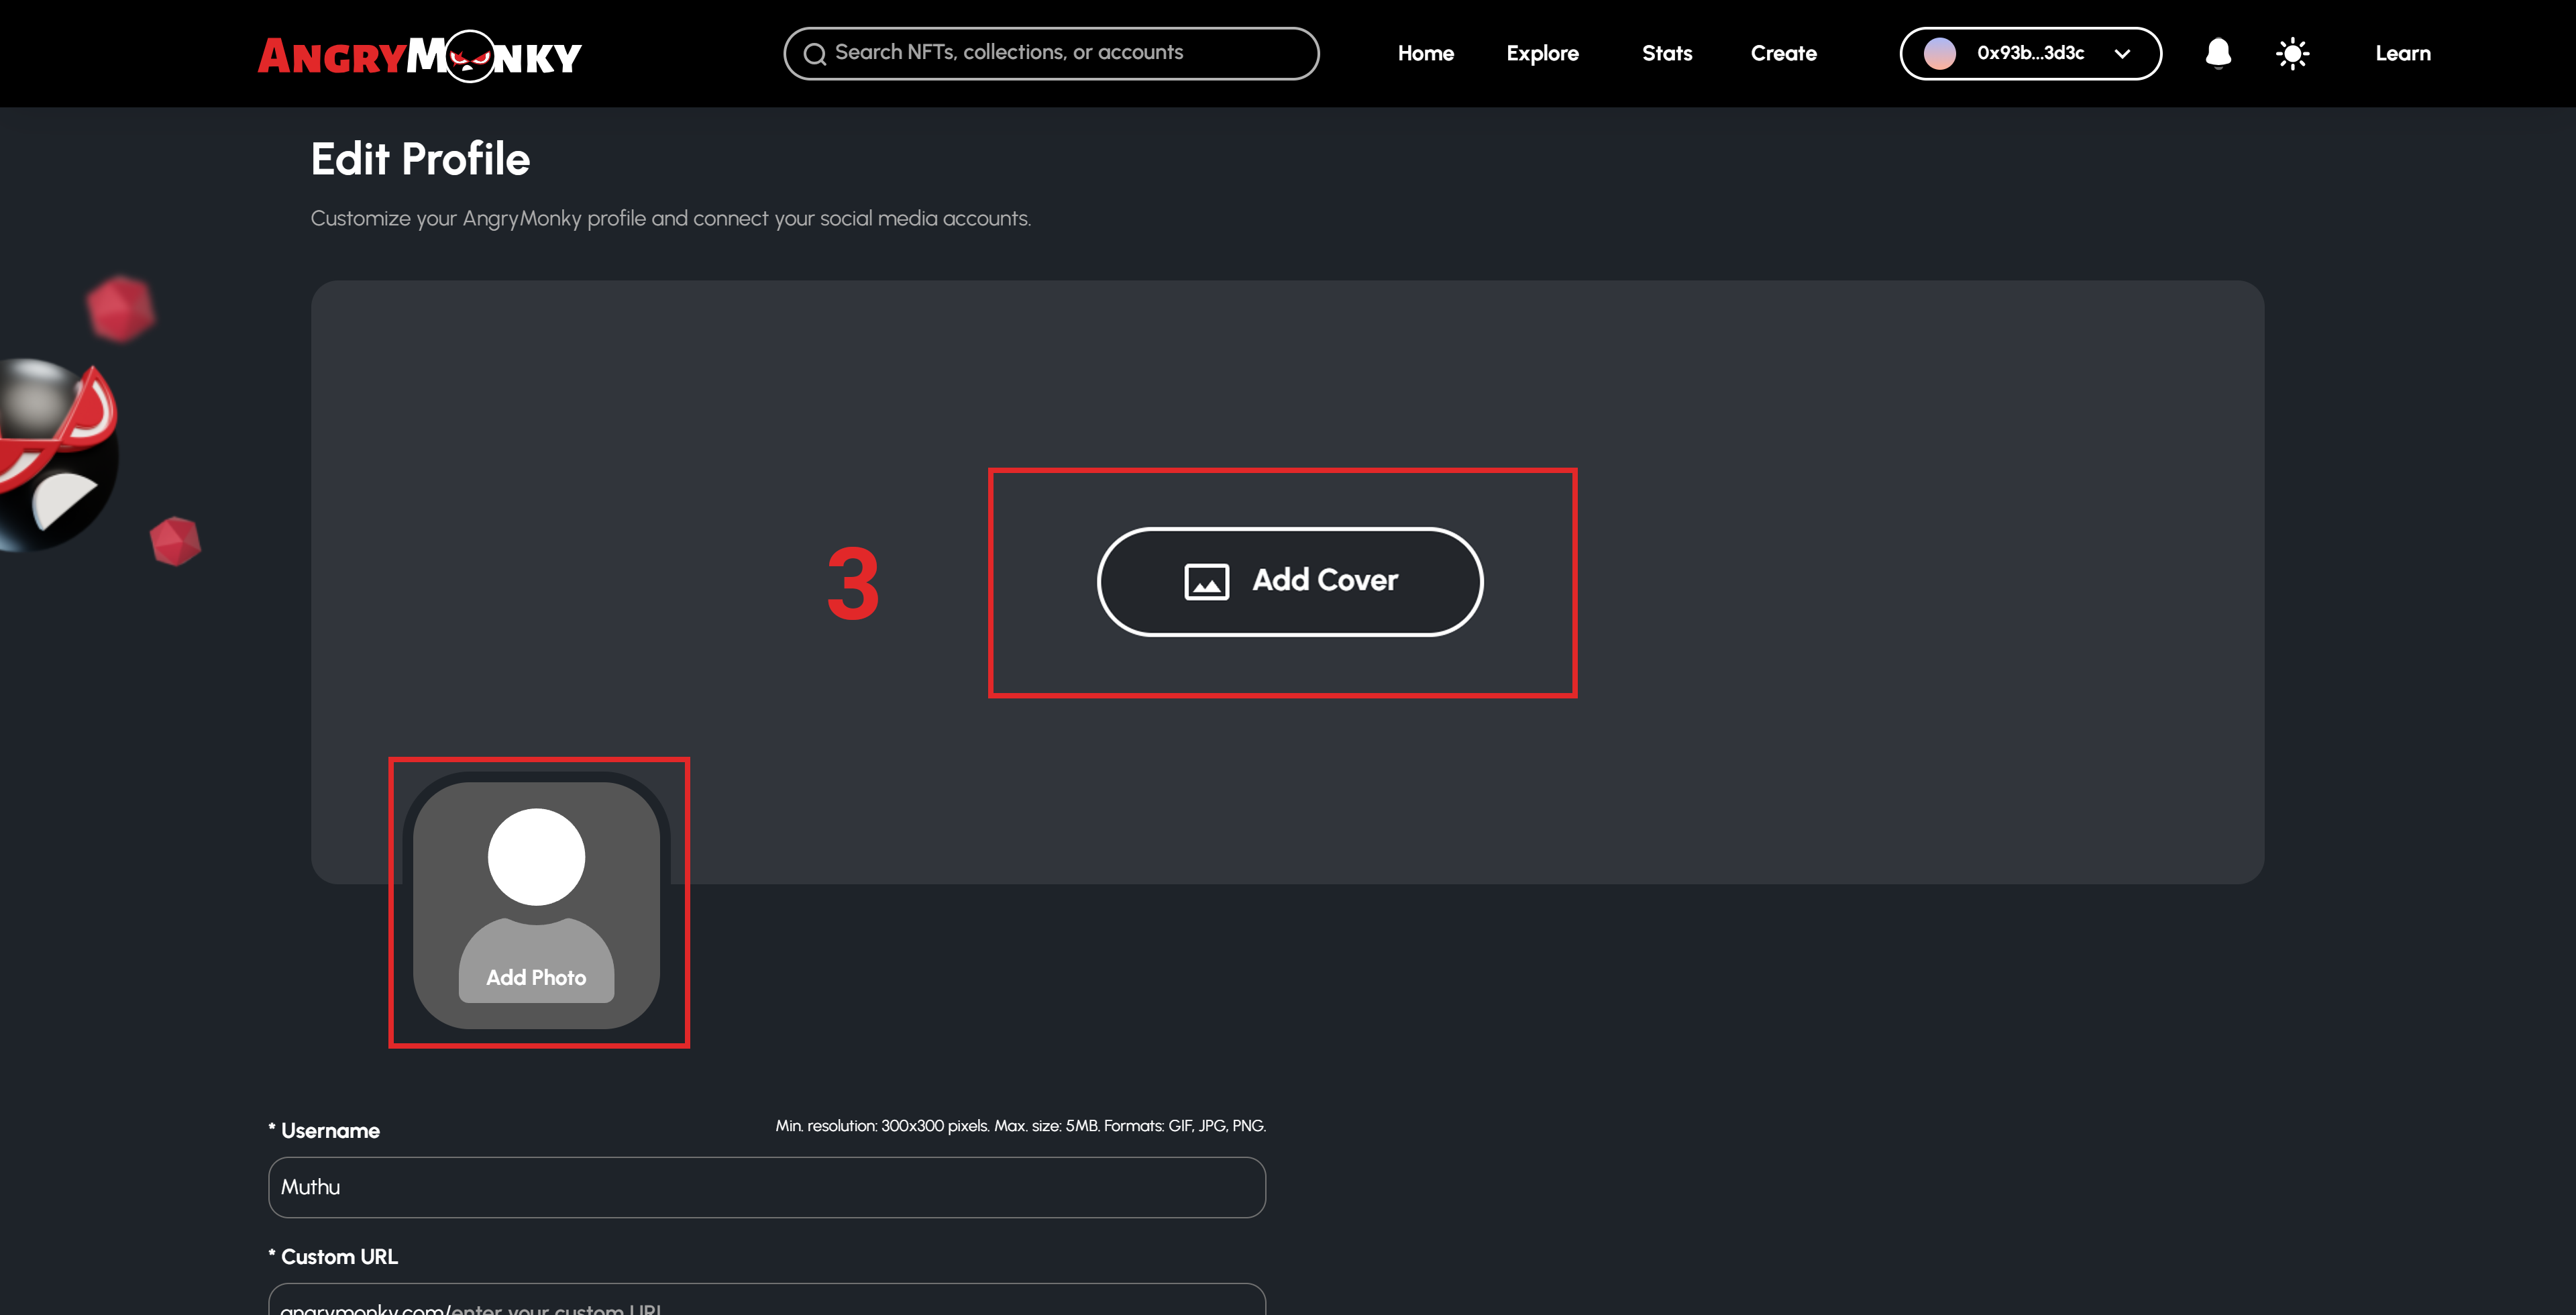 ANGRYMONKY
Search NFTs, collections, or accounts
Home Explore Stats Create
0x93b...3d3c
Learn
Edit Profile
Customize your AngryMonky profile and connect your social media accounts.
3
Add Cover
Add Photo
* Username
Min. resolution: 300x300 pixels. Max. size: 5MB. Formats: GIF, JPG, PNG.
Muthu
* Custom URL
angrymonky.com/enter your custom URL